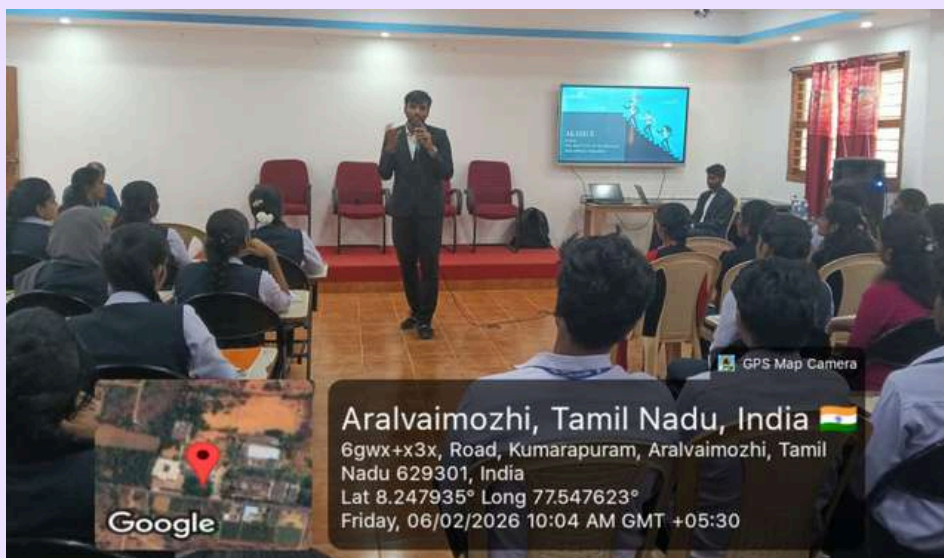 GPS Map Camera
Aralvaimozhi, Tamil Nadu, India
6gwx+x3x, Road, Kumarapuram, Aralvaimozhi, Tamil
Nadu 629301, India
Lat 8.247935° Long 77.547623°
Friday, 06/02/2026 10:04 AM GMT +05:30
Google